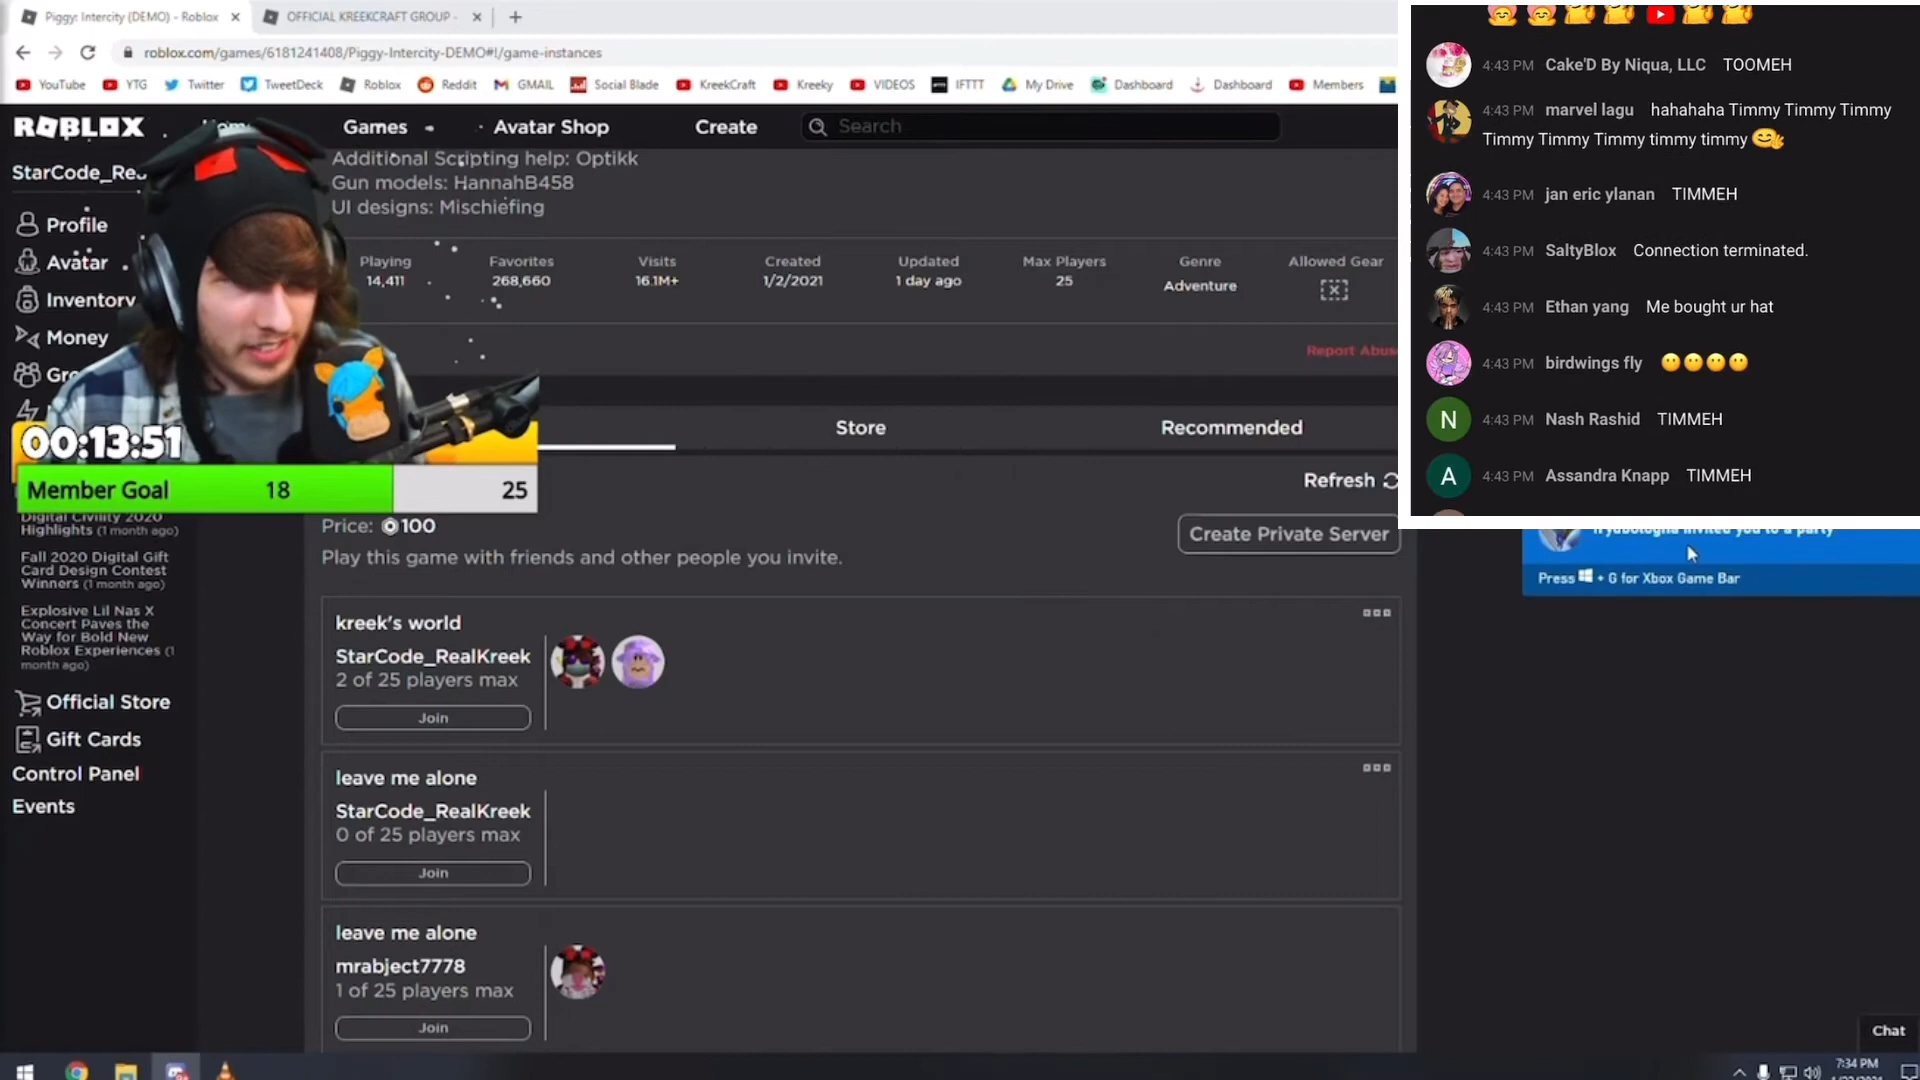 Piggy: Intercity (DEMO) - Roblox
OFFICIAL KREEKCRAFT GROUP -
roblox.com/games/6181241408/Piggy-Intercity-DEMO#!/game-instances
YouTube YTG Twitter TweetDeck Roblox Reddit GMAIL Social Blade KreekCraft Kreeky VIDEOS IFTTT My Drive Dashboard Dashboard Members
ROBLOX Games Avatar Shop Create Search
Additional Scripting help: Optikk
Gun models: HannahB458
UI designs: Mischiefing
Playing Favorites Visits Created Updated Max Players Genre Allowed Gear
14,411 268,660 16.1M+ 1/2/2021 1 day ago 25 Adventure
Report Abus
Store Recommended
Refresh
Price: 100
Create Private Server
Play this game with friends and other people you invite.
kreek's world
StarCode_RealKreek
2 of 25 players max
Join
leave me alone
StarCode_RealKreek
0 of 25 players max
Join
leave me alone
mrabject7778
1 of 25 players max
Join
StarCode_Rea
Profile
Avatar
Inventory
Money
Gr
00:13:51
Member Goal 18 25
Digital Civility 2020
Highlights (1 month ago)
Fall 2020 Digital Gift
Card Design Contest
Winners (1 month ago)
Explosive Lil Nas X
Concert Paves the
Way for Bold New
Roblox Experiences (1
month ago)
Official Store
Gift Cards
Control Panel
Events
4:43 PM Cake'D By Niqua, LLC TOOMEH
4:43 PM marvel lagu hahahaha Timmy Timmy Timmy
Timmy Timmy Timmy timmy timmy
4:43 PM jan eric ylanan TIMMEH
4:43 PM SaltyBlox Connection terminated.
4:43 PM Ethan yang Me bought ur hat
4:43 PM birdwings fly
4:43 PM Nash Rashid TIMMEH
4:43 PM Assandra Knapp TIMMEH
invited you to a party
Press + G for Xbox Game Bar
Chat
7:34 PM